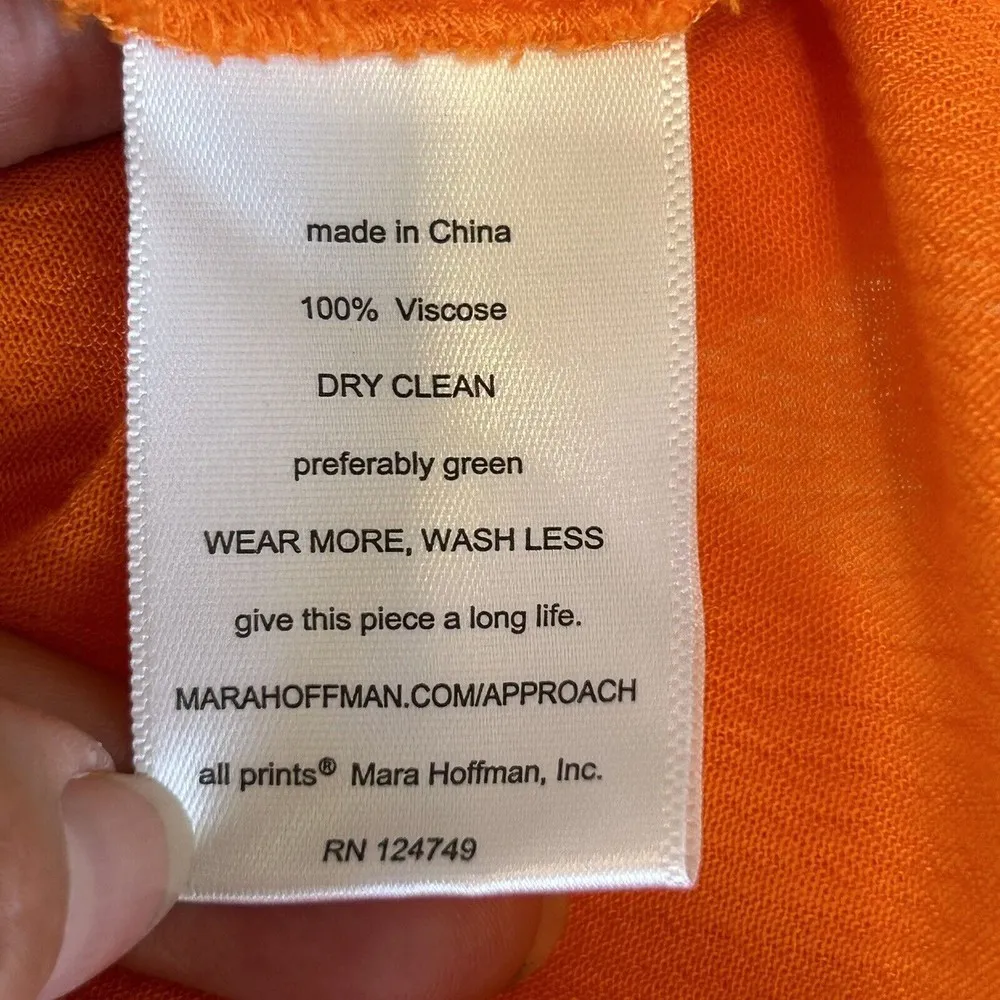 made in China
100% Viscose
DRY CLEAN
preferably green
WEAR MORE, WASH LESS
give this piece a long life.
MARAHOFFMAN.COM/APPROACH
all prints® Mara Hoffman, Inc.
RN 124749